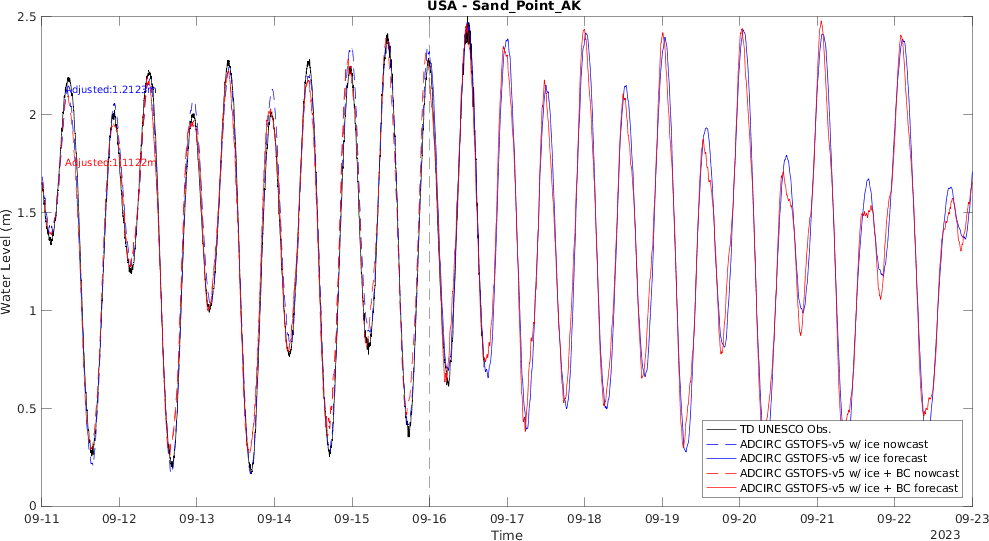 USA - Sand_Point_AK
2.5
2
1.5
1
0.5
0
Water Level (m)
Adjusted:1.2123m
Adjusted:1.1122m
TD UNESCO Obs.
ADCIRC GSTOFS-v5 w/ ice nowcast
ADCIRC GSTOFS-v5 w/ ice forecast
ADCIRC GSTOFS-v5 w/ ice + BC nowcast
ADCIRC GSTOFS-v5 w/ ice + BC forecast
09-11 09-12 09-13 09-14 09-15 09-16 09-17 09-18 09-19 09-20 09-21 09-22 09-23
Time
2023